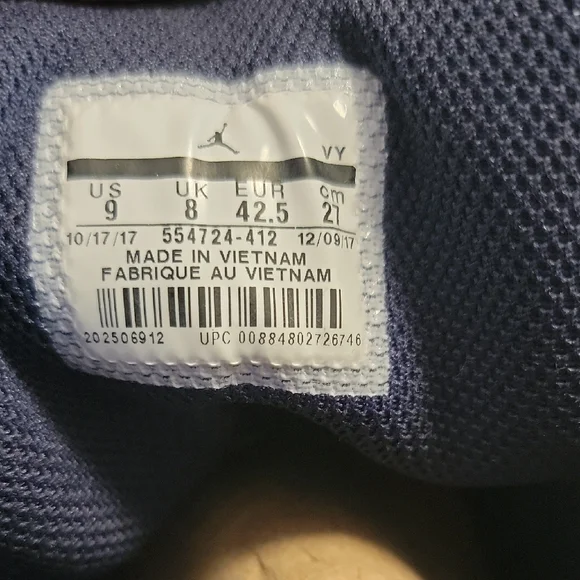 VY
US UK EUR cm
9 8 42.5 27
10/17/17 554724-412 12/09/17
MADE IN VIETNAM
FABRIQUE AU VIETNAM
202506912 UPC 00884802726746